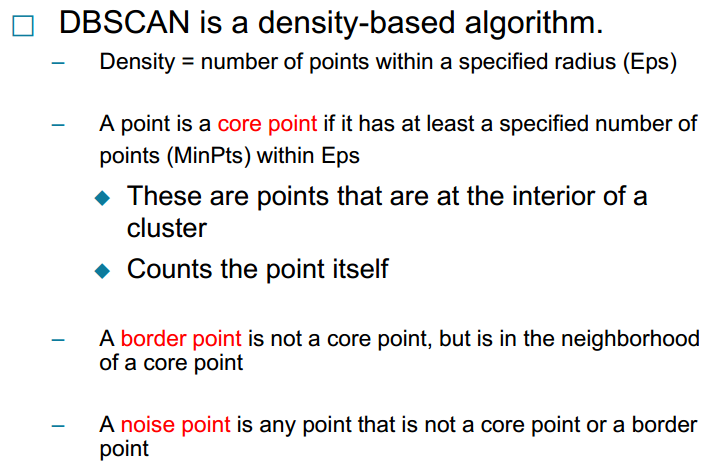 DBSCAN is a density-based algorithm.
– Density = number of points within a specified radius (Eps)
– A point is a core point if it has at least a specified number of
points (MinPts) within Eps
◆ These are points that are at the interior of a
cluster
◆ Counts the point itself
– A border point is not a core point, but is in the neighborhood
of a core point
– A noise point is any point that is not a core point or a border
point